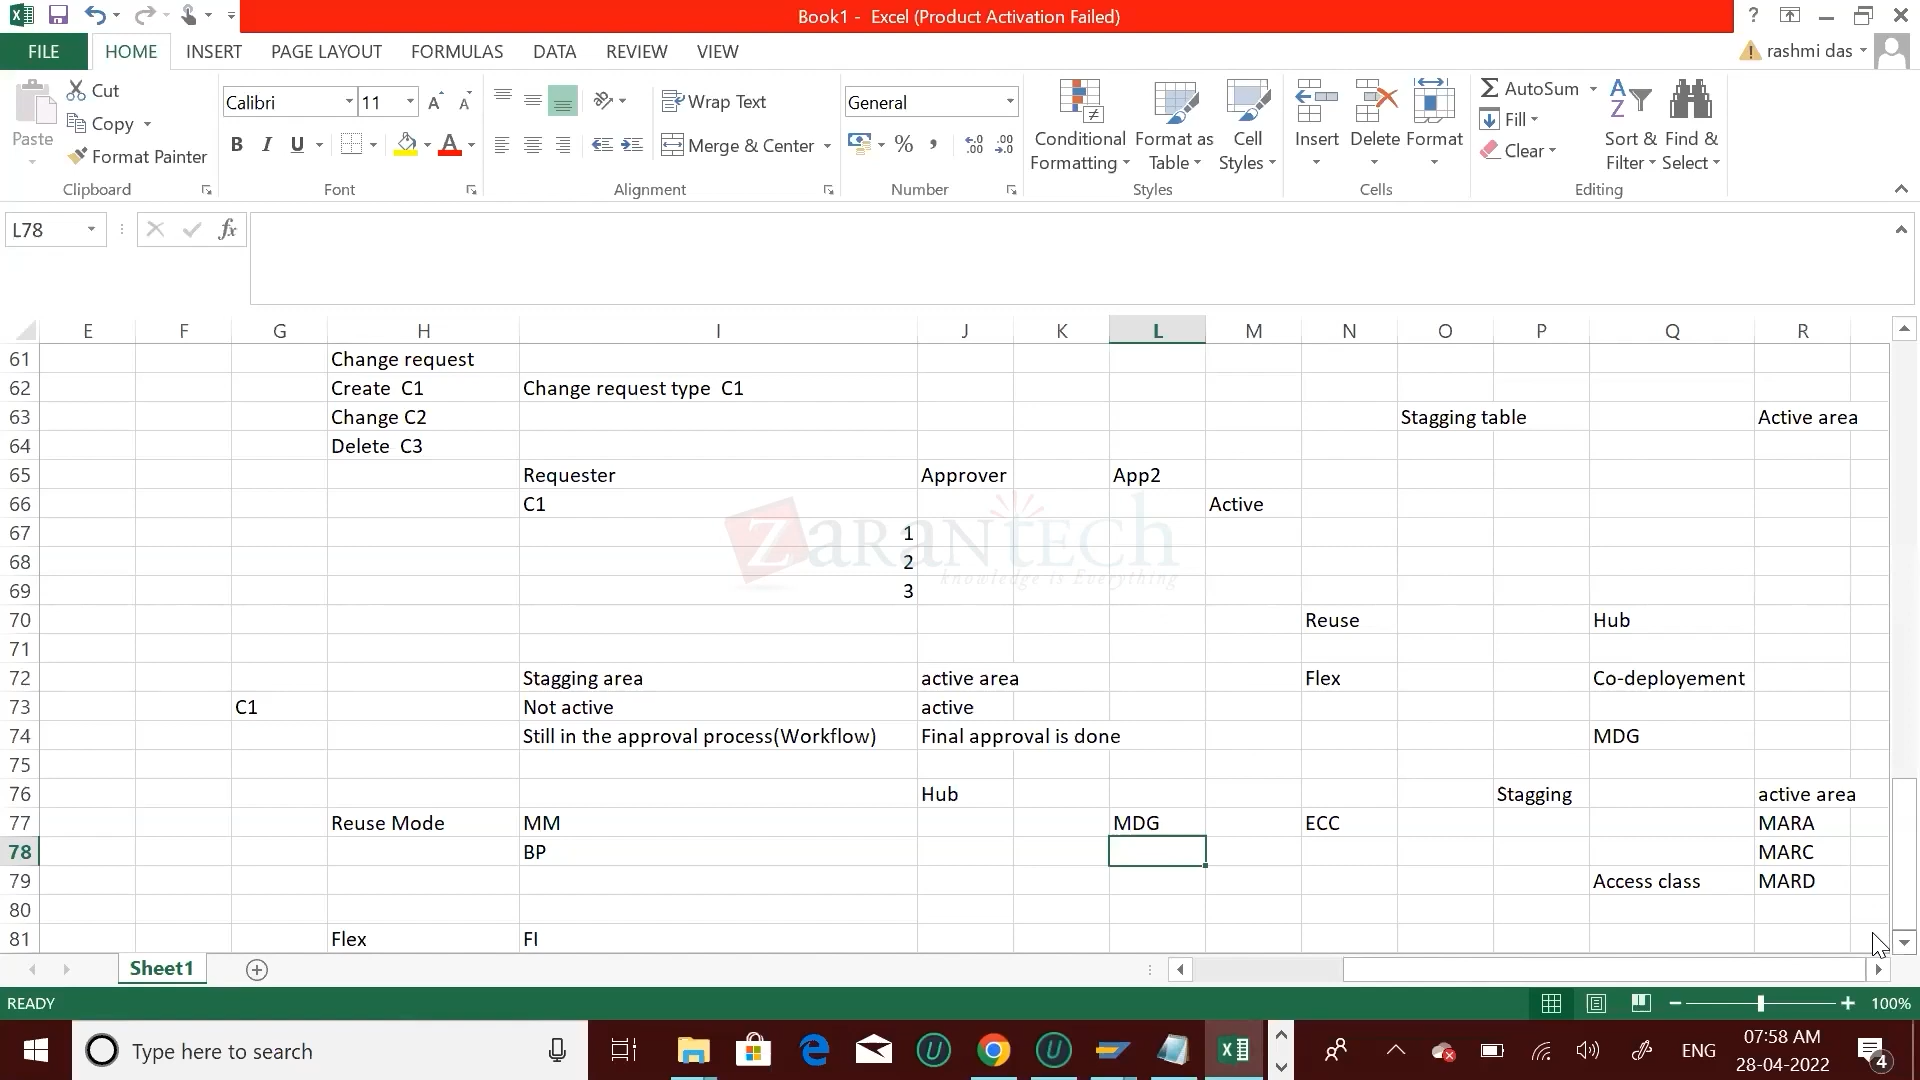 Book1 - Excel (Product Activation Failed)
?
FILE HOME INSERT PAGE LAYOUT FORMULAS DATA REVIEW VIEW
rashmi das
Paste
Cut
Copy
Format Painter
Clipboard
Calibri 11
B I U
Font
Wrap Text
Merge & Center
Alignment
General
%
Number
Conditional Formatting
Format as Table
Cell Styles
Styles
Insert Delete Format
Cells
AutoSum
Fill
Clear
Sort & Filter
Find & Select
Editing
L78
fx
E F G H I J K L M N O P Q R
61 Change request
62 Create C1 Change request type C1
63 Change C2 Stagging table Active area
64 Delete C3
65 Requester Approver App2
66 C1 Active
67 1
68 2
69 3
70 Reuse Hub
71
72 Stagging area active area Flex Co-deployement
73 C1 Not active active
74 Still in the approval process(Workflow) Final approval is done MDG
75
76 Hub Stagging active area
77 Reuse Mode MM MDG ECC MARA
78 BP MARC
79 Access class MARD
80
81 Flex FI
ZaranTech
knowledge is Everything
Sheet1
READY
100%
Type here to search
ENG
07:58 AM
28-04-2022
4